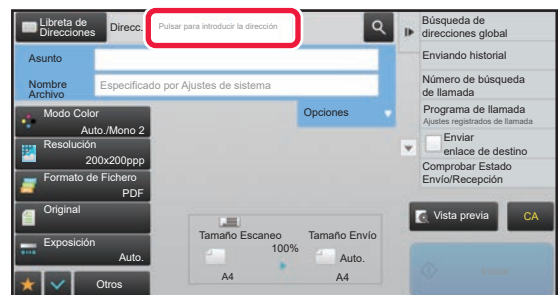 Libreta de
Direcciones
Direcc.
Pulsar para introducir la dirección
Asunto
Nombre
Archivo
Especificado por Ajustes de sistema
Opciones
Modo Color
Auto./Mono 2
Resolución
200x200ppp
Formato de Fichero
PDF
Original
Exposición
Auto.
Otros
Tamaño Escaneo
100%
A4
Tamaño Envío
Auto.
A4
Búsqueda de
direcciones global
Enviando historial
Número de búsqueda
de llamada
Programa de llamada
Ajustes registrados de llamada
Enviar
enlace de destino
Comprobar Estado
Envío/Recepción
Vista previa
CA